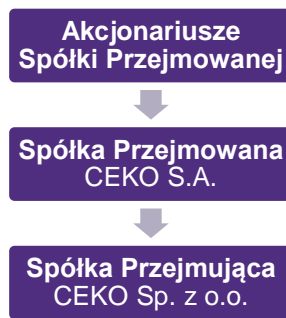 Akcjonariusze
Spółki Przejmowanej
Spółka Przejmowana
CEKO S.A.
Spółka Przejmująca
CEKO Sp. z o.o.